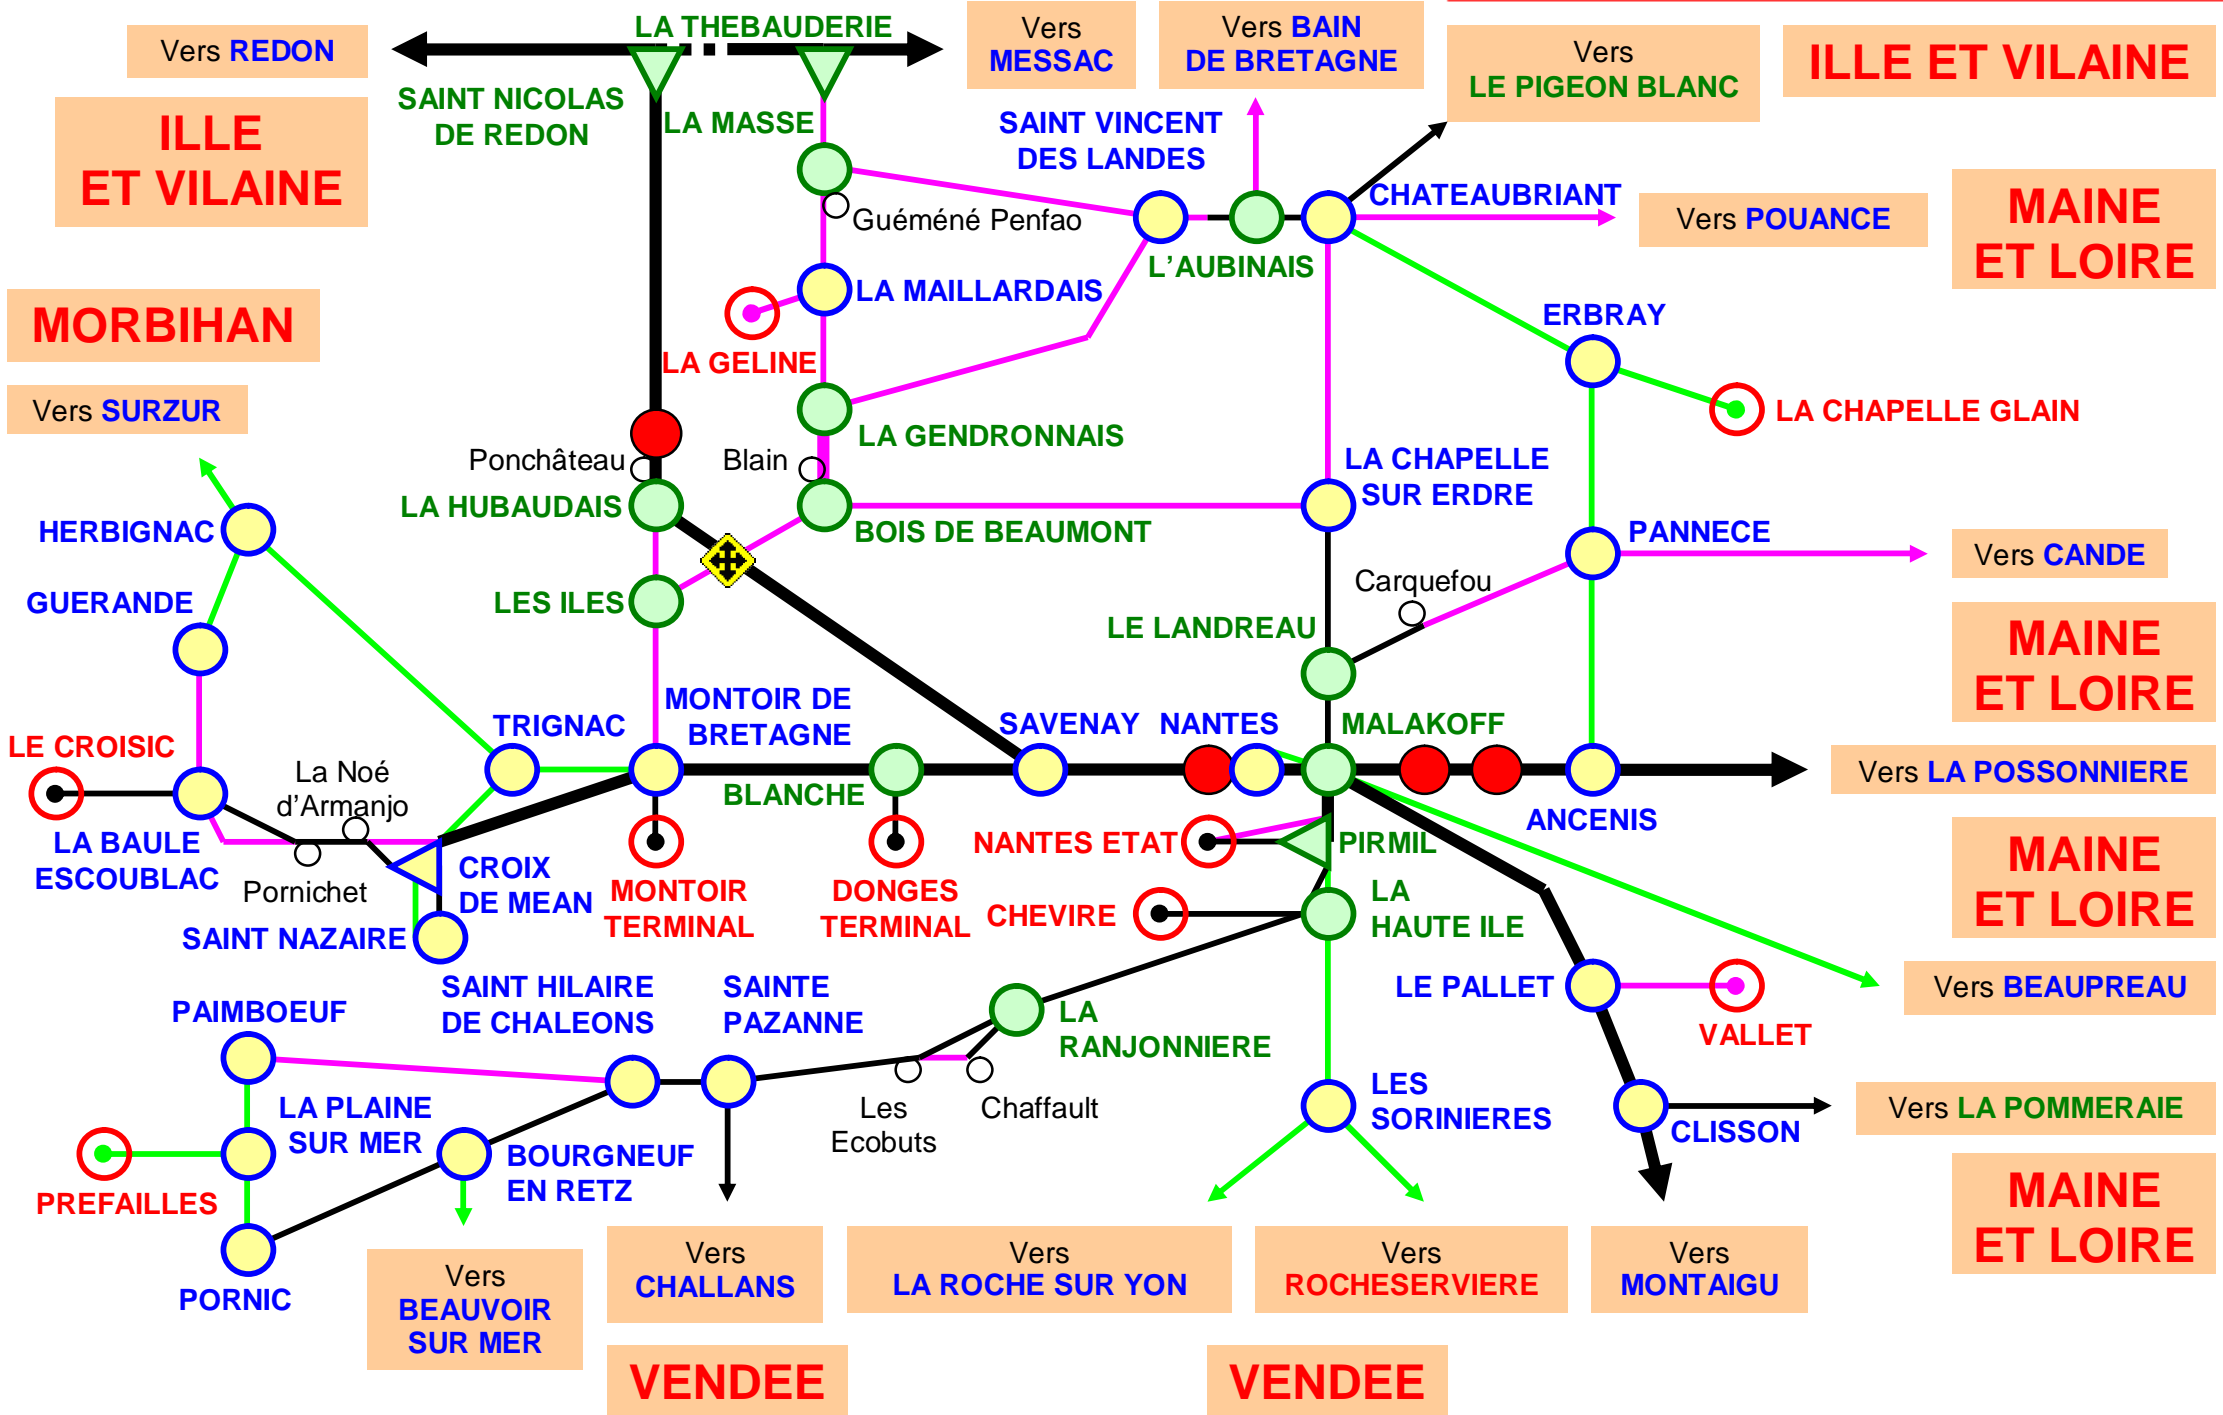 LA THEBAUDERIE
Vers REDON
Vers
MESSAC
Vers BAIN
DE BRETAGNE
Vers
LE PIGEON BLANC
ILLE ET VILAINE
ILLE
ET VILAINE
SAINT NICOLAS
DE REDON
LA MASSE
SAINT VINCENT
DES LANDES
Guéméné Penfao
CHATEAUBRIANT
Vers POUANCE
MAINE
ET LOIRE
L'AUBINAIS
LA MAILLARDAIS
MORBIHAN
LA GELINE
ERBRAY
Vers SURZUR
LA CHAPELLE GLAIN
LA GENDRONNAIS
Ponchâteau
Blain
LA CHAPELLE
SUR ERDRE
LA HUBAUDAIS
HERBIGNAC
BOIS DE BEAUMONT
PANNECE
Vers CANDE
GUERANDE
LES ILES
Carquefou
LE LANDREAU
MAINE
ET LOIRE
MONTOIR DE
BRETAGNE
TRIGNAC
SAVENAY
NANTES
MALAKOFF
LE CROISIC
La Noé
d'Armanjo
BLANCHE
Vers LA POSSONNIERE
ANCENIS
LA BAULE
ESCOUBLAC
Pornichet
CROIX
DE MEAN
MONTOIR
TERMINAL
DONGES
TERMINAL
NANTES ETAT
PIRMIL
MAINE
ET LOIRE
CHEVIRE
LA
HAUTE ILE
SAINT NAZAIRE
SAINT HILAIRE
DE CHALEONS
SAINTE
PAZANNE
LE PALLET
Vers BEAUPREAU
PAIMBOEUF
LA
RANJONNIERE
VALLET
LA PLAINE
SUR MER
Les
Ecobuts
Chaffault
LES
SORINIERES
Vers LA POMMERAIE
CLISSON
BOURGNEUF
EN RETZ
PREFAILLES
MAINE
ET LOIRE
PORNIC
Vers
BEAUVOIR
SUR MER
Vers
CHALLANS
Vers
LA ROCHE SUR YON
Vers
ROCHESERVIERE
Vers
MONTAIGU
VENDEE
VENDEE